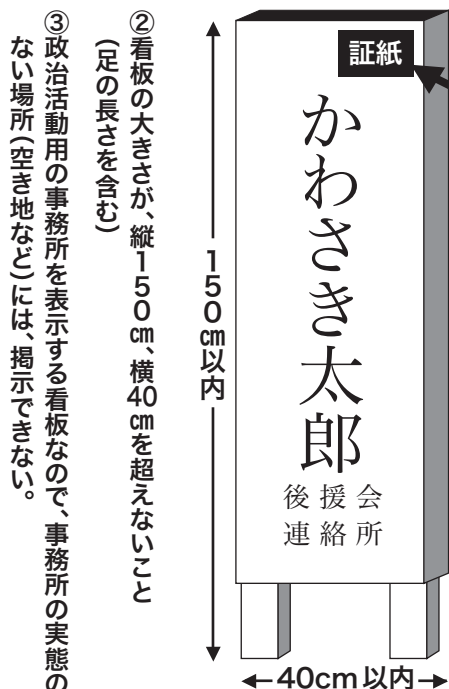 ②看板の大きさが、縦150㎝、横40㎝を超えないこと
(足の長さを含む)
③政治活動用の事務所を表示する看板なので、事務所の実態の
ない場所(空き地など)には、掲示できない。
150㎝以内
証紙
かわさき太郎
後援会
連絡所
40cm以内